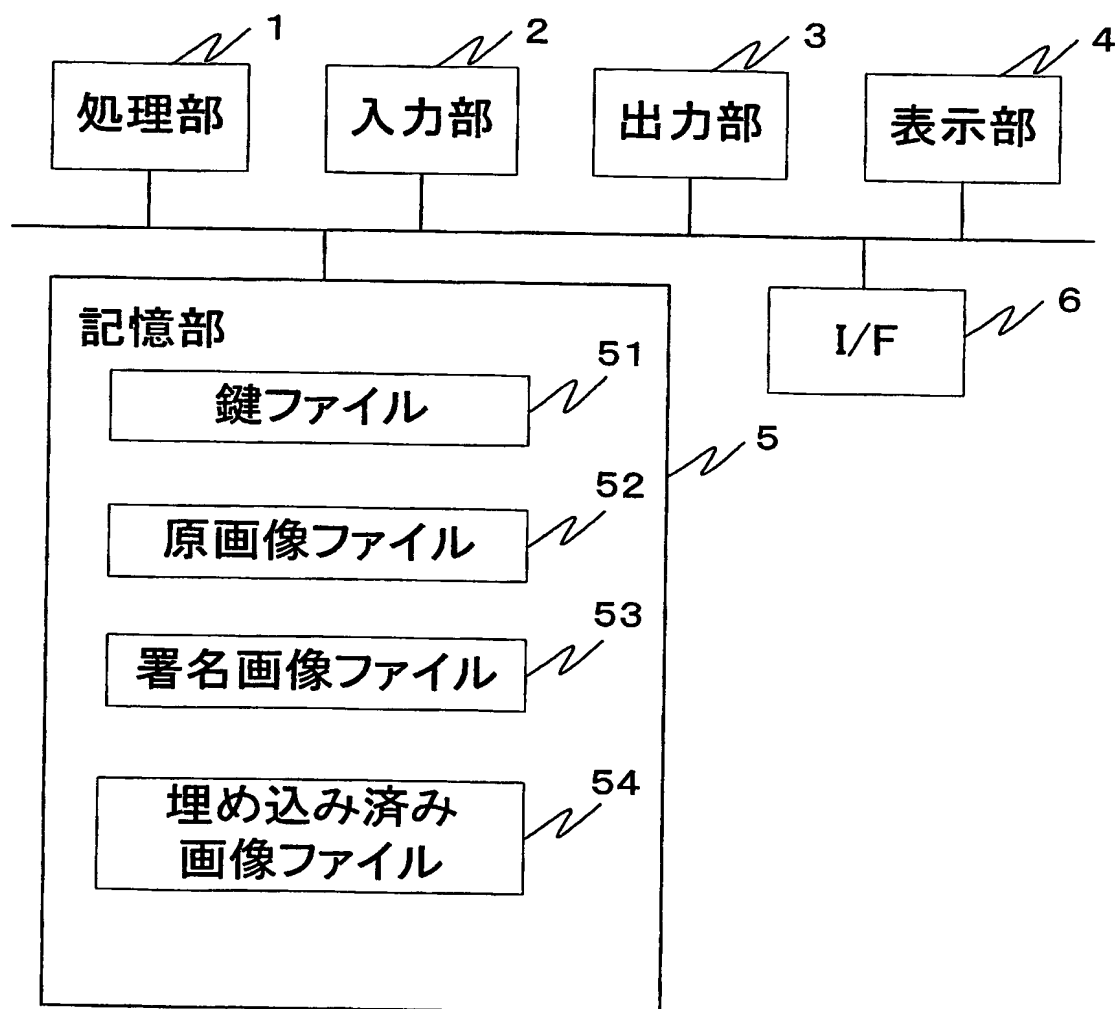 1
処理部
2
入力部
3
出力部
4
表示部
記憶部
5
51
鍵ファイル
52
原画像ファイル
53
署名画像ファイル
54
埋め込み済み
画像ファイル
6
I/F